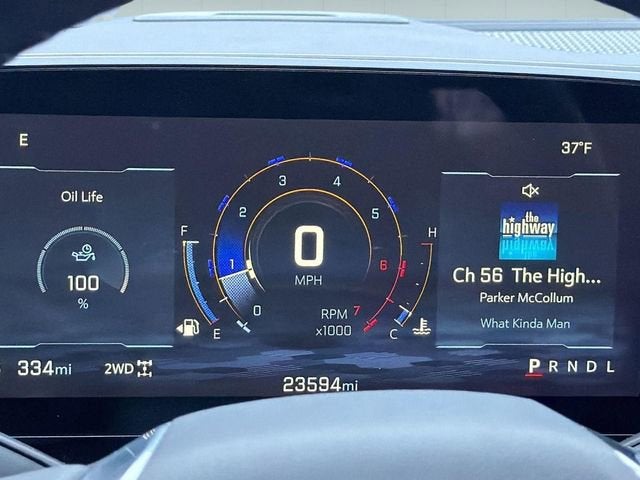 E
37°F
Oil Life
100
%
F
E
0
1
2
3
4
5
6
7
0
MPH
RPM
x1000
H
C
the
highway
Ch 56 The High...
Parker McCollum
What Kinda Man
334mi
2WD
23594mi
P R N D L